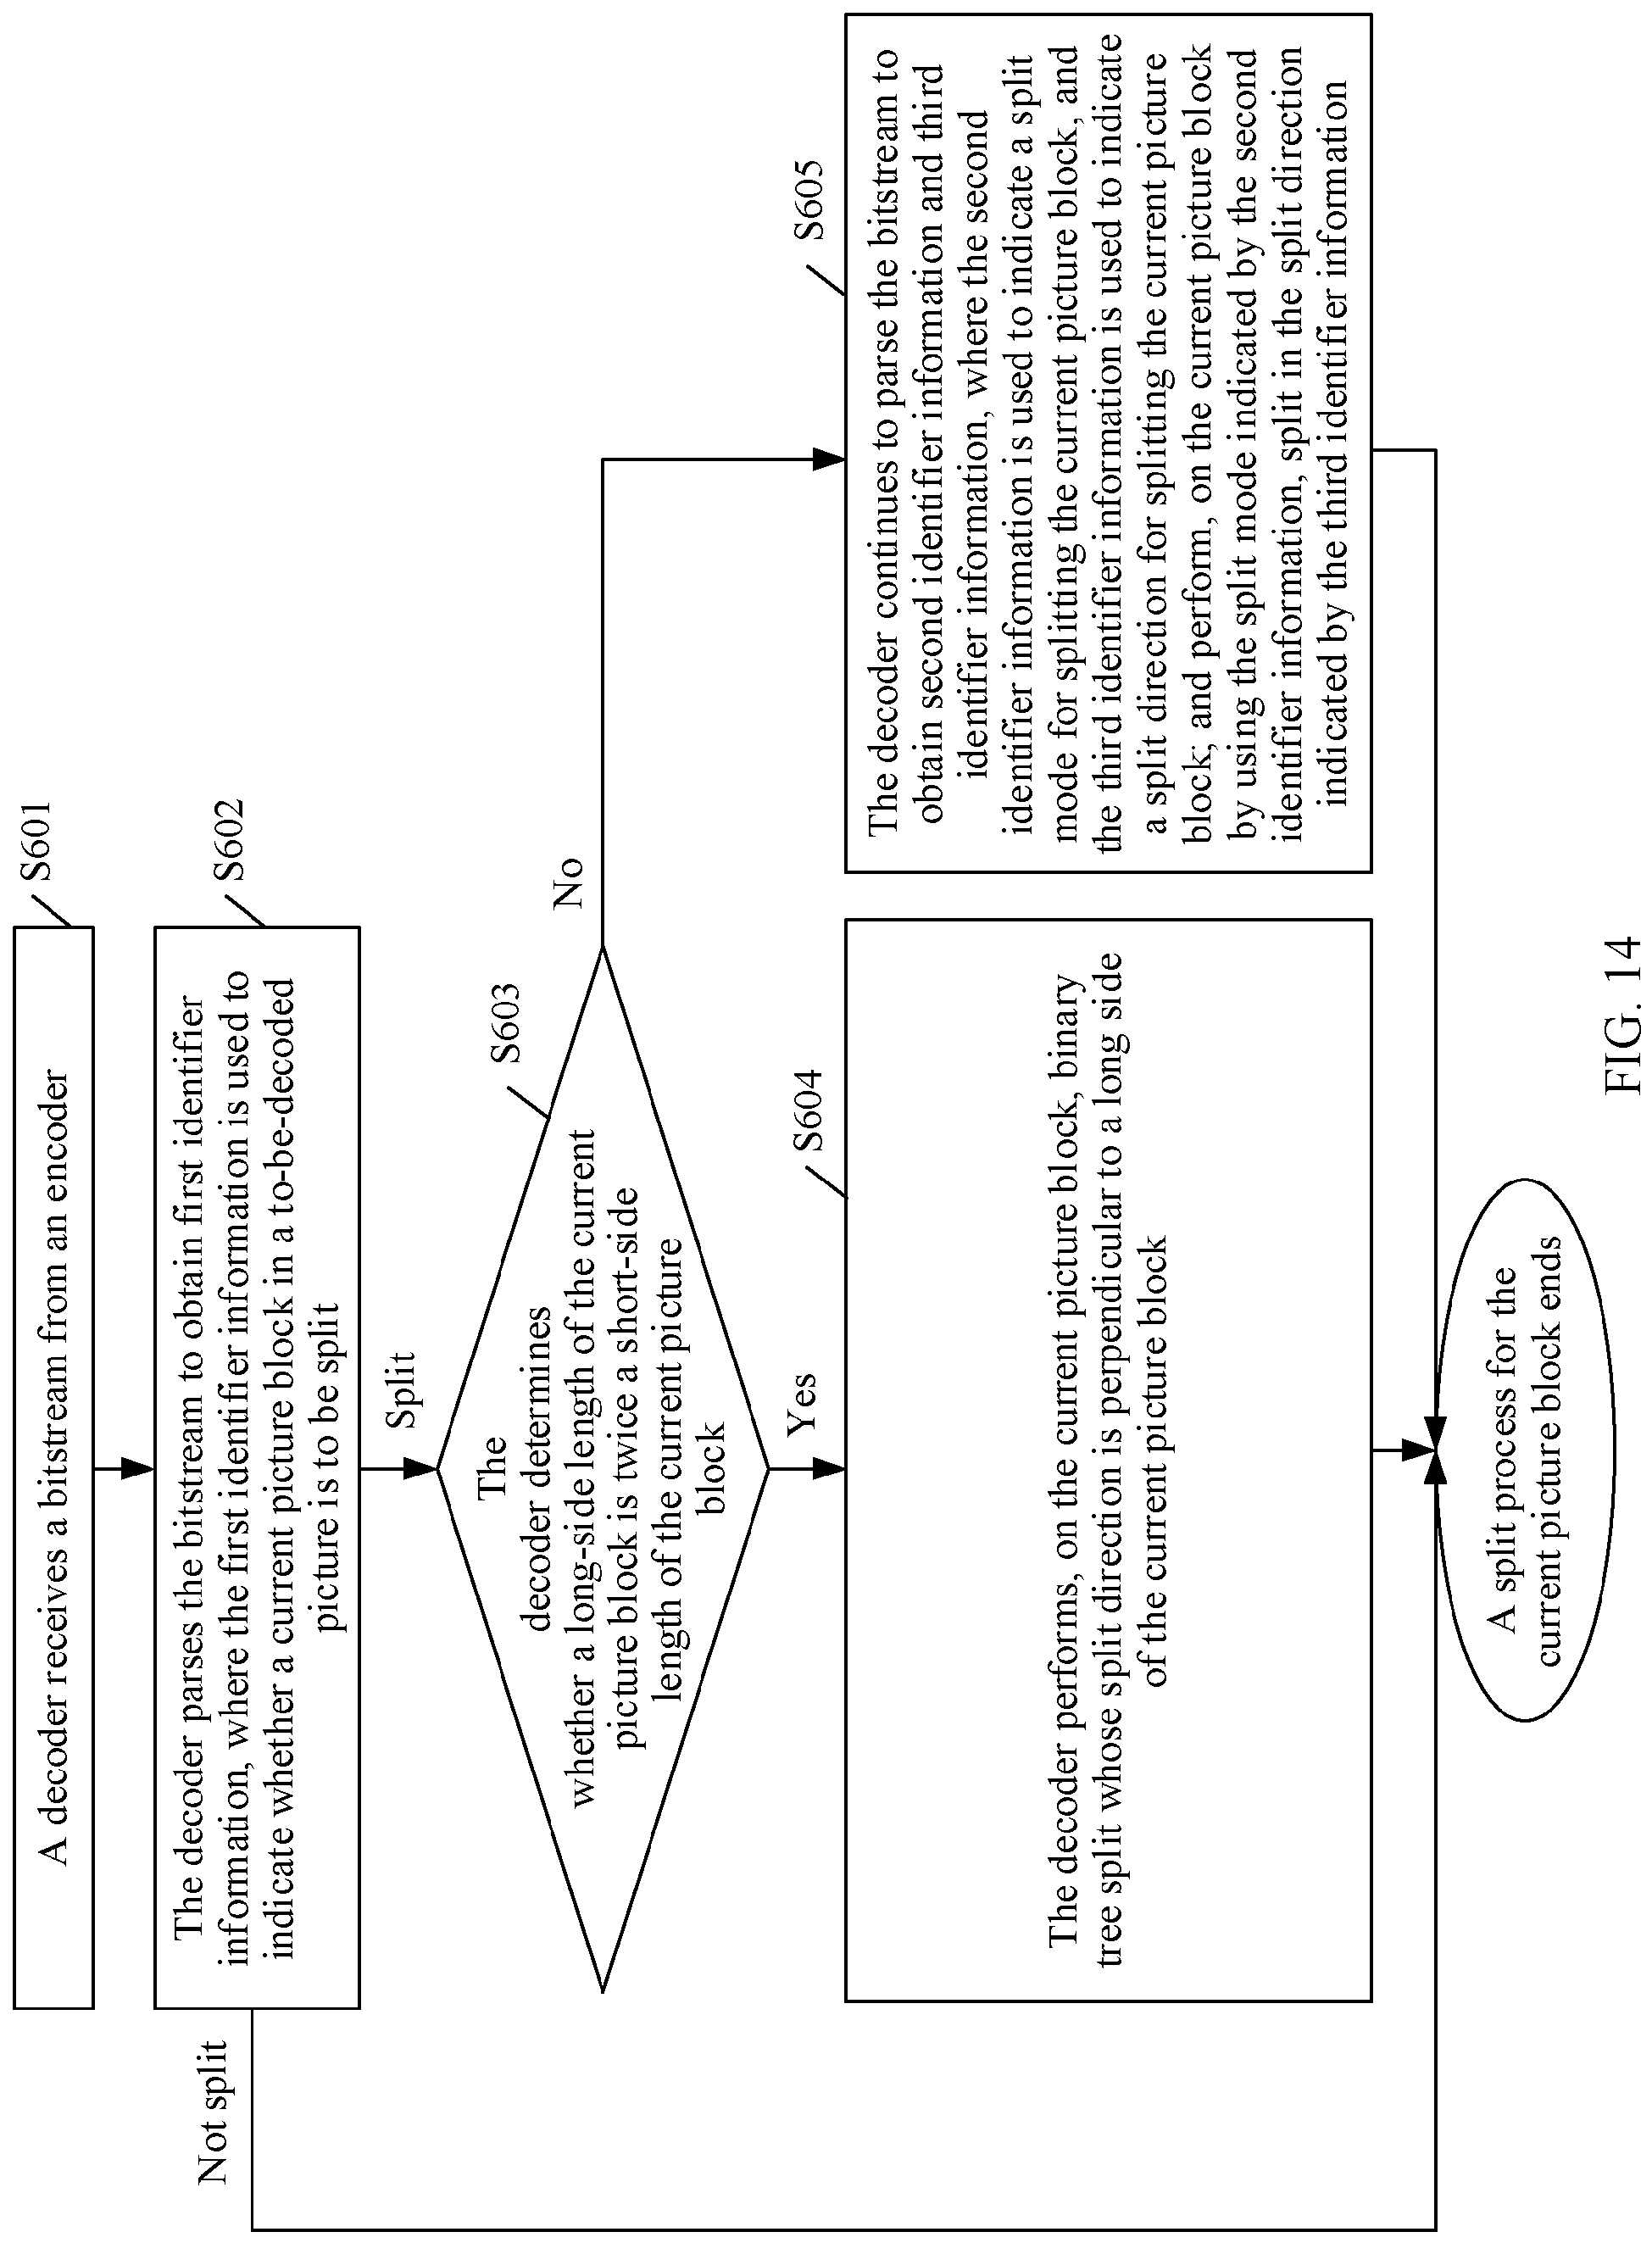 A decoder receives a bitstream from an encoder
S601
The decoder parses the bitstream to obtain first identifier
information, where the first identifier information is used to
indicate whether a current picture block in a to-be-decoded
picture is to be split
S602
Not split
Split
The
decoder determines
whether a long-side length of the current
picture block is twice a short-side
length of the current picture
block
S603
No
Yes
S604
The decoder performs, on the current picture block, binary
tree split whose split direction is perpendicular to a long side
of the current picture block
S605
The decoder continues to parse the bitstream to
obtain second identifier information and third
identifier information, where the second
identifier information is used to indicate a split
mode for splitting the current picture block, and
the third identifier information is used to indicate
a split direction for splitting the current picture
block; and perform, on the current picture block
by using the split mode indicated by the second
identifier information, split in the split direction
indicated by the third identifier information
A split process for the
current picture block ends
FIG. 14